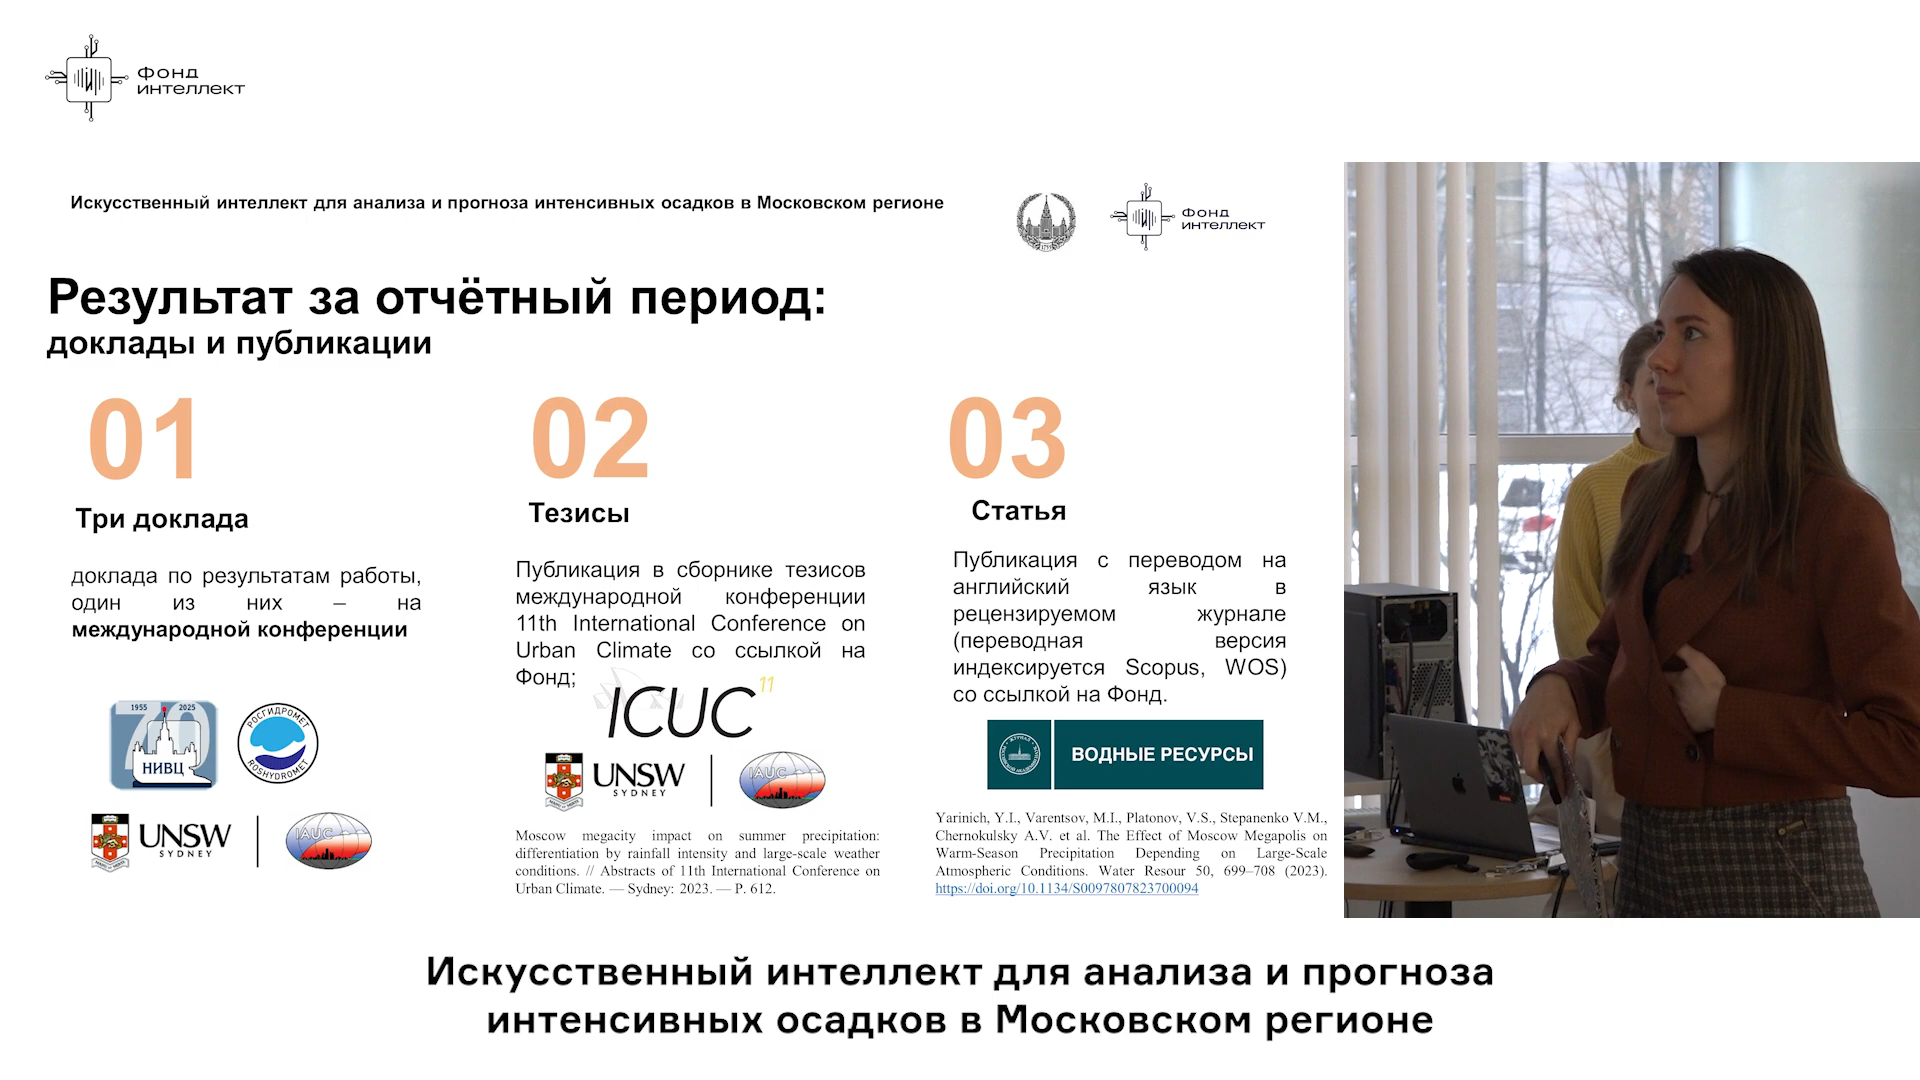 Фонд
интеллект
Искусственный интеллект для анализа и прогноза интенсивных осадков в Московском регионе
Фонд
интеллект
Результат за отчётный период:
доклады и публикации
01
Три доклада
доклада по результатам работы,
один из них – на
международной конференции
1955 2025
70
НИВЦ
РОСГИДРОМЕТ
ROSHYDROMET
UNSW
SYDNEY
IAUC
02
Тезисы
Публикация в сборнике тезисов
международной конференции
11th International Conference on
Urban Climate со ссылкой на
Фонд;
ICUC 11
UNSW
SYDNEY
IAUC
Moscow megacity impact on summer precipitation:
differentiation by rainfall intensity and large-scale weather
conditions. // Abstracts of 11th International Conference on
Urban Climate. — Sydney: 2023. — P. 612.
03
Статья
Публикация с переводом на
английский язык в
рецензируемом журнале
(переводная версия
индексируется Scopus, WOS)
со ссылкой на Фонд.
ВОДНЫЕ РЕСУРСЫ
Yarinich, Y.I., Varentsov, M.I., Platonov, V.S., Stepanenko V.M.,
Chernokulsky A.V. et al. The Effect of Moscow Megapolis on
Warm-Season Precipitation Depending on Large-Scale
Atmospheric Conditions. Water Resour 50, 699–708 (2023).
https://doi.org/10.1134/S0097807823700094
Искусственный интеллект для анализа и прогноза
интенсивных осадков в Московском регионе